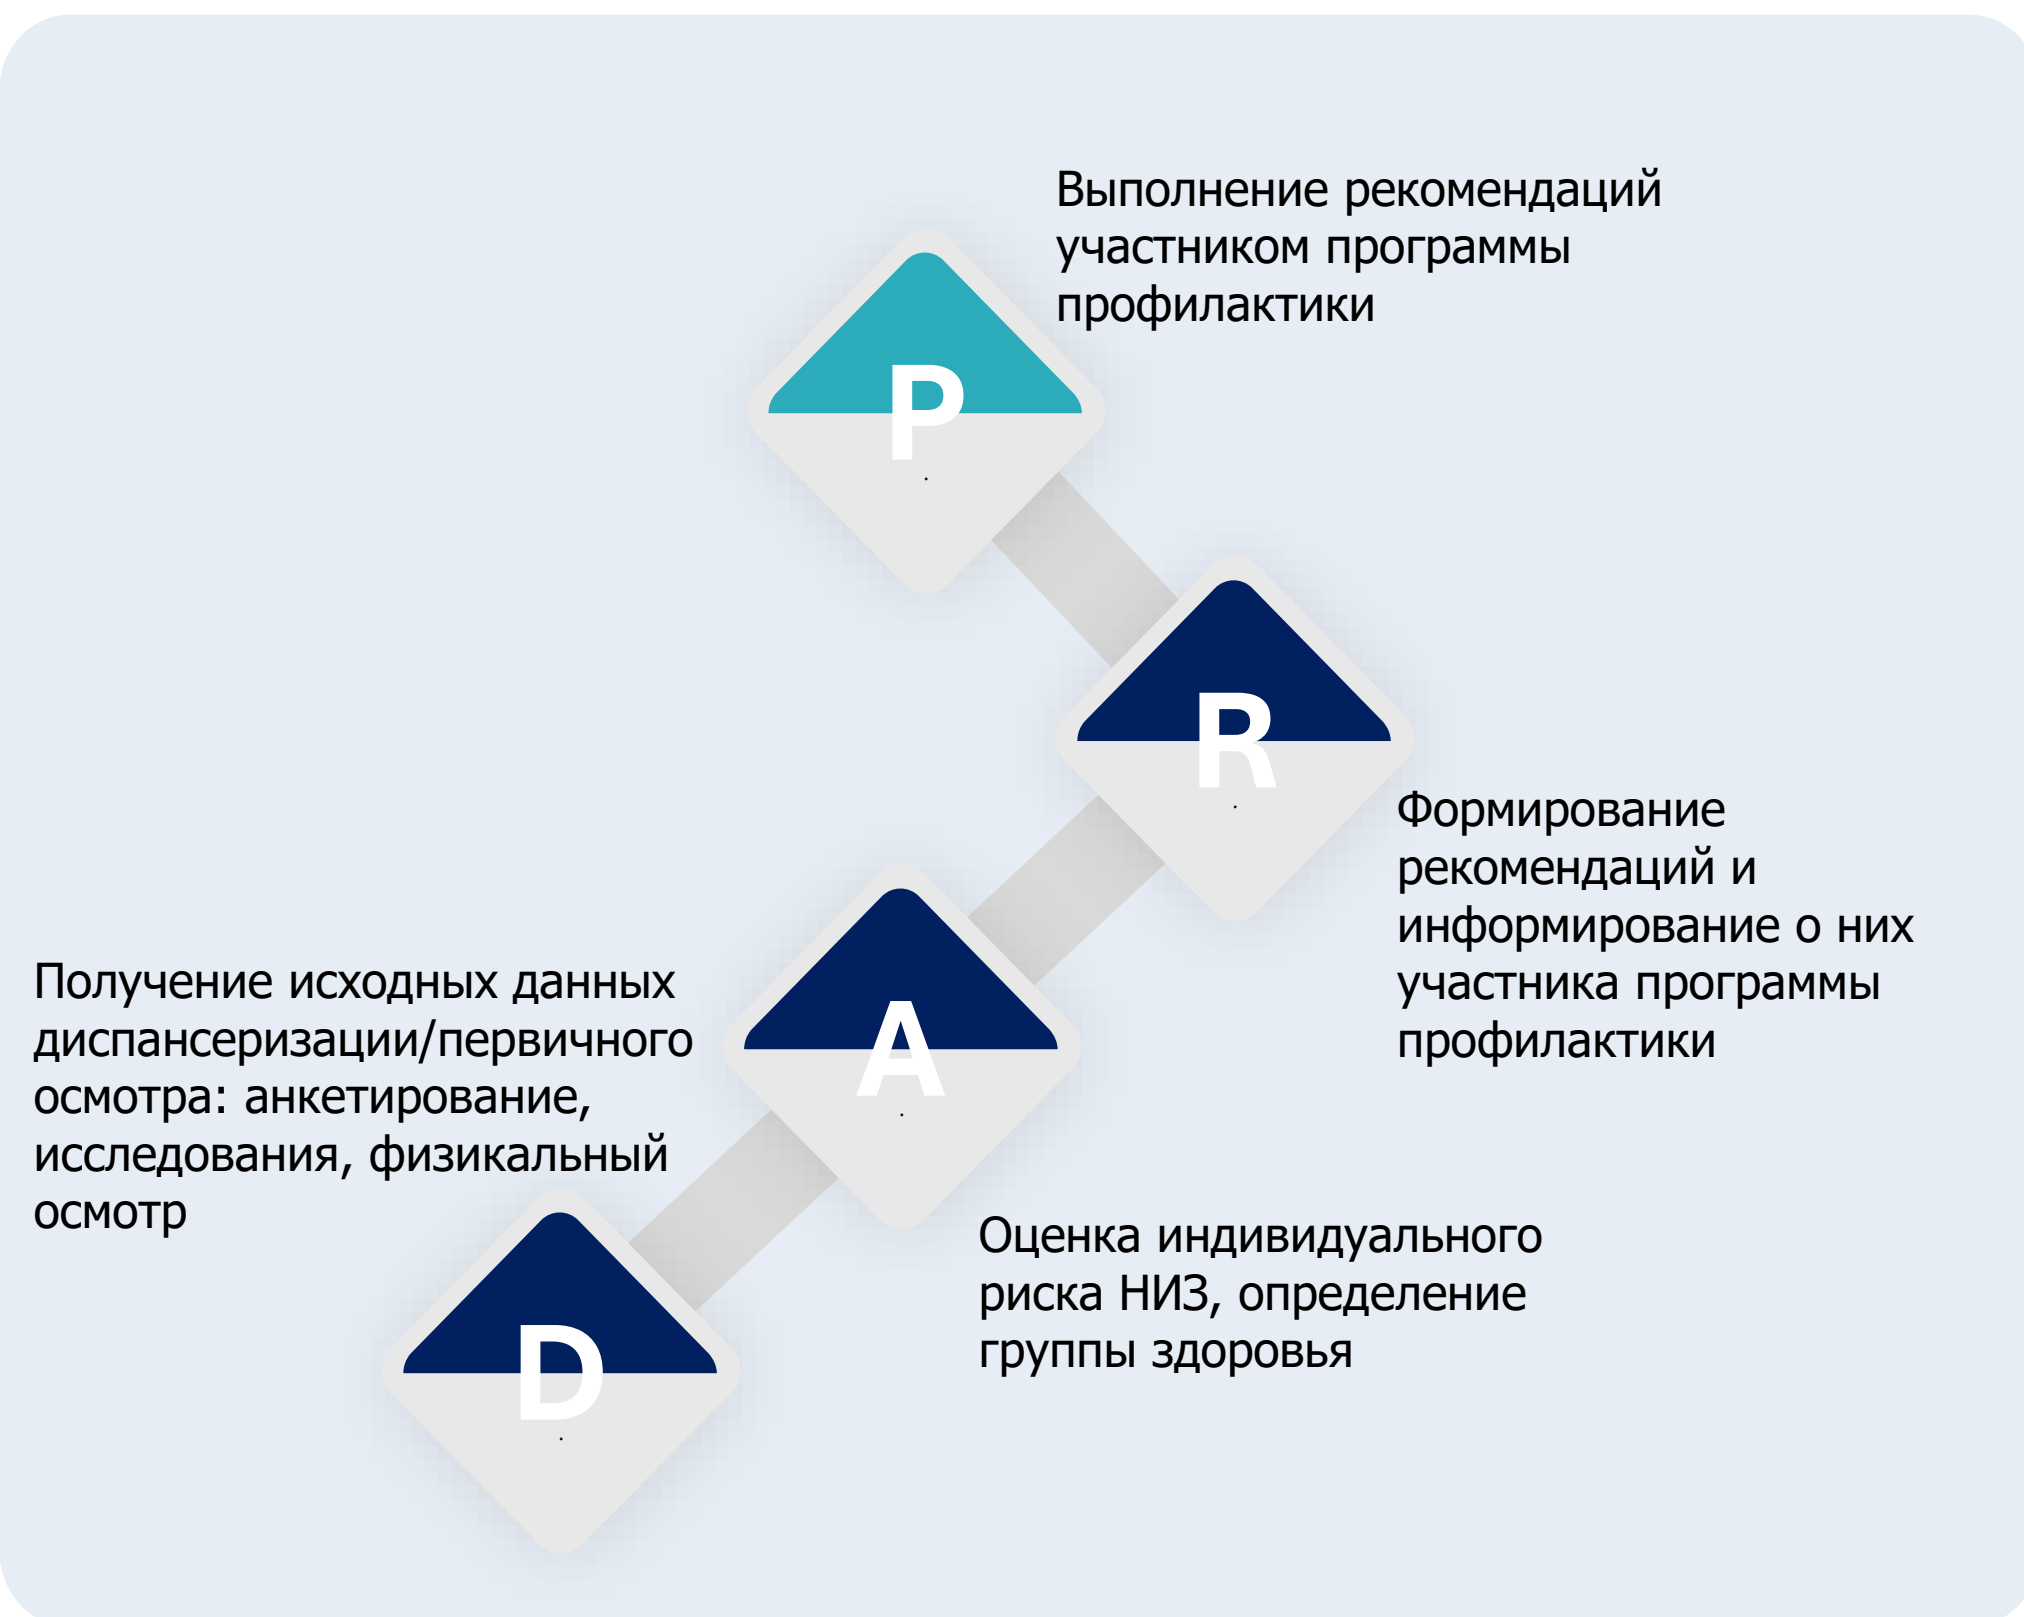 Выполнение рекомендаций
участником программы
профилактики
P
R
Формирование
рекомендаций и
информирование о них
участника программы
профилактики
A
Получение исходных данных
диспансеризации/первичного
осмотра: анкетирование,
исследования, физикальный
осмотр
Оценка индивидуального
риска НИЗ, определение
группы здоровья
D